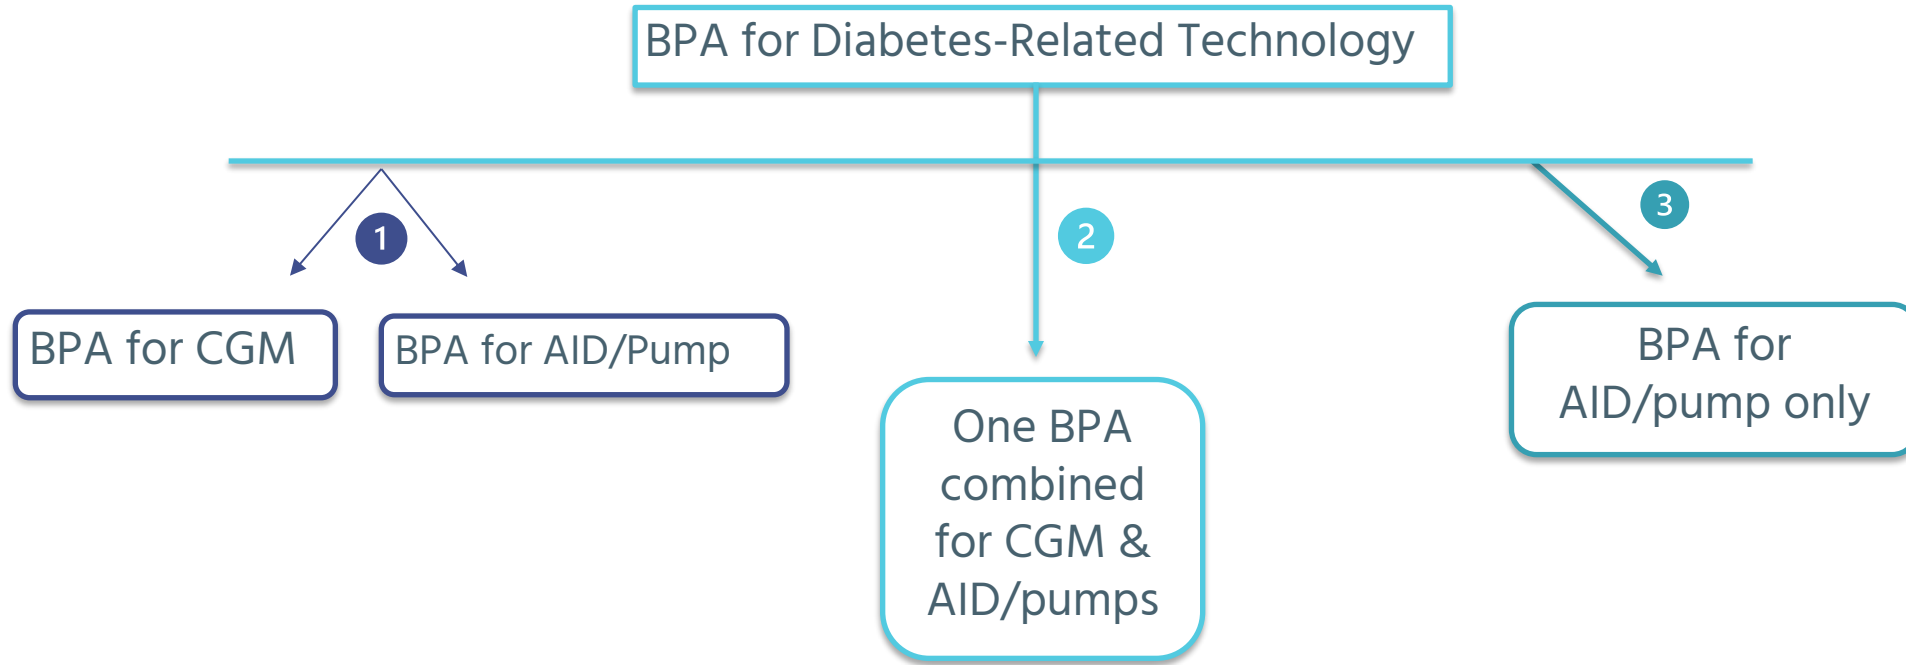 BPA for Diabetes-Related Technology
1
2
3
BPA for CGM
BPA for AID/Pump
One BPA
combined
for CGM &
AID/pumps
BPA for
AID/pump only